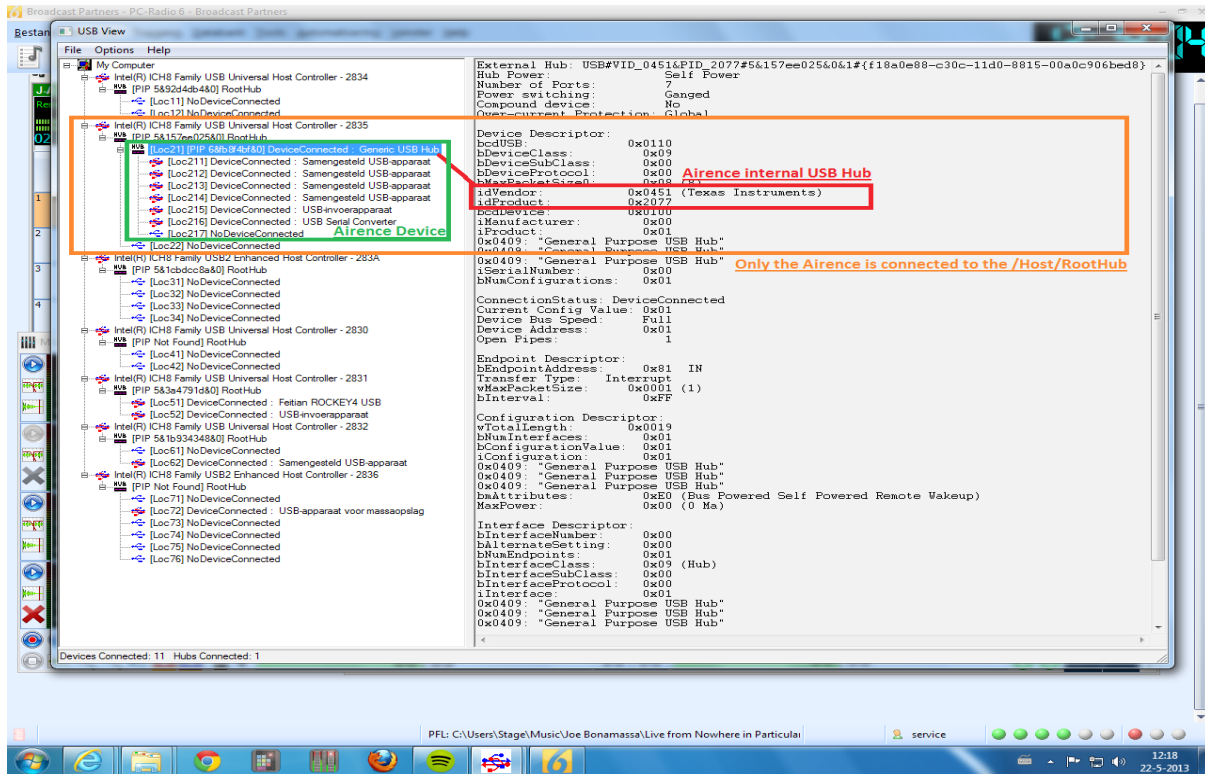 Broadcast Partners - PC-Radio 6 - Broadcast Partners
Bestan
USB View
File Options Help
My Computer
Intel(R) ICH8 Family USB Universal Host Controller - 2834
[PIP 5&92d4db4&0] RootHub
[Loc11] NoDeviceConnected
[Loc12] NoDeviceConnected
Intel(R) ICH8 Family USB Universal Host Controller - 2835
[PIP 5&157ee025&0] RootHub
[Loc21] [PIP 6&fb8f4bf&0] DeviceConnected : Generic USB Hub
[Loc211] DeviceConnected : Samengesteld USB-apparaat
[Loc212] DeviceConnected : Samengesteld USB-apparaat
[Loc213] DeviceConnected : Samengesteld USB-apparaat
[Loc214] DeviceConnected : Samengesteld USB-apparaat
[Loc215] DeviceConnected : USB-invoerapparaat
[Loc216] DeviceConnected : USB Serial Converter
[Loc217] NoDeviceConnected
Airence Device
[Loc22] NoDeviceConnected
Intel(R) ICH8 Family USB2 Enhanced Host Controller - 283A
[PIP 5&1cbdcc8a&0] RootHub
[Loc31] NoDeviceConnected
[Loc32] NoDeviceConnected
[Loc33] NoDeviceConnected
[Loc34] NoDeviceConnected
Intel(R) ICH8 Family USB Universal Host Controller - 2830
[PIP Not Found] RootHub
[Loc41] NoDeviceConnected
[Loc42] NoDeviceConnected
Intel(R) ICH8 Family USB Universal Host Controller - 2831
[PIP 5&3a4791d&0] RootHub
[Loc51] DeviceConnected : Feitian ROCKEY4 USB
[Loc52] DeviceConnected : USB-invoerapparaat
Intel(R) ICH8 Family USB Universal Host Controller - 2832
[PIP 5&1b934348&0] RootHub
[Loc61] NoDeviceConnected
[Loc62] DeviceConnected : Samengesteld USB-apparaat
Intel(R) ICH8 Family USB2 Enhanced Host Controller - 2836
[PIP Not Found] RootHub
[Loc71] NoDeviceConnected
[Loc72] DeviceConnected : USB-apparaat voor massaopslag
[Loc73] NoDeviceConnected
[Loc74] NoDeviceConnected
[Loc75] NoDeviceConnected
[Loc76] NoDeviceConnected
External Hub: USB#VID_0451&PID_2077#5&157ee025&0&1#{f18a0e88-c30c-11d0-8815-00a0c906bed8}
Hub Power: Self Power
Number of Ports: 7
Power switching: Ganged
Compound device: No
Over-current Protection: Global
Device Descriptor:
bcdUSB: 0x0110
bDeviceClass: 0x09
bDeviceSubClass: 0x00
bDeviceProtocol: 0x00
Airence internal USB Hub
bMaxPacketSize0: 0x08 (8)
idVendor: 0x0451 (Texas Instruments)
idProduct: 0x2077
bcdDevice: 0x0100
iManufacturer: 0x00
iProduct: 0x01
0x0409: "General Purpose USB Hub"
0x0409: "General Purpose USB Hub"
0x0409: "General Purpose USB Hub"
Only the Airence is connected to the /Host/RootHub
iSerialNumber: 0x00
bNumConfigurations: 0x01
ConnectionStatus: DeviceConnected
Current Config Value: 0x01
Device Bus Speed: Full
Device Address: 0x01
Open Pipes: 1
Endpoint Descriptor:
bEndpointAddress: 0x81 IN
Transfer Type: Interrupt
wMaxPacketSize: 0x0001 (1)
bInterval: 0xFF
Configuration Descriptor:
wTotalLength: 0x0019
bNumInterfaces: 0x01
bConfigurationValue: 0x01
iConfiguration: 0x01
0x0409: "General Purpose USB Hub"
0x0409: "General Purpose USB Hub"
0x0409: "General Purpose USB Hub"
bmAttributes: 0xE0 (Bus Powered Self Powered Remote Wakeup)
MaxPower: 0x00 (0 Ma)
Interface Descriptor:
bInterfaceNumber: 0x00
bAlternateSetting: 0x00
bNumEndpoints: 0x01
bInterfaceClass: 0x09 (Hub)
bInterfaceSubClass: 0x00
bInterfaceProtocol: 0x00
iInterface: 0x01
0x0409: "General Purpose USB Hub"
0x0409: "General Purpose USB Hub"
0x0409: "General Purpose USB Hub"
Devices Connected: 11 Hubs Connected: 1
02
1
2
3
4
PFL: C:\Users\Stage\Music\Joe Bonamassa\Live from Nowhere in Particular
service
12:18
22-5-2013